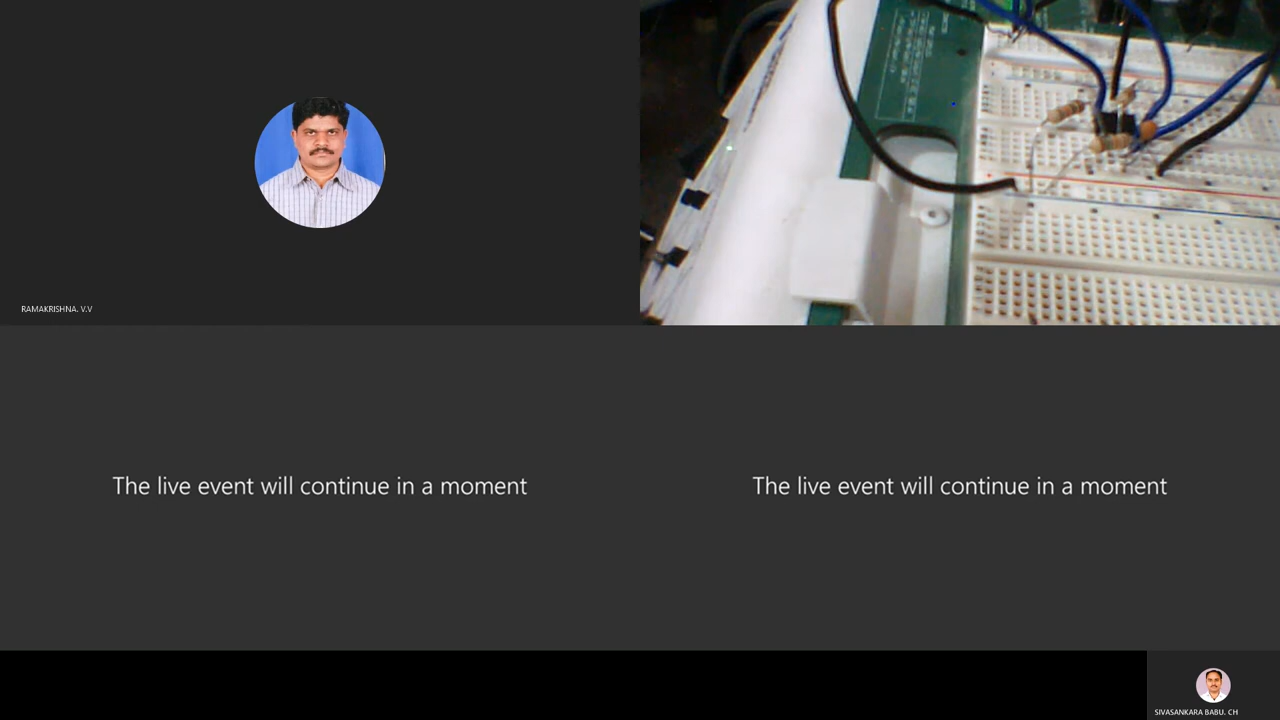 RAMAKRISHNA. V.V
The live event will continue in a moment
The live event will continue in a moment
SIVASANKARA BABU. CH